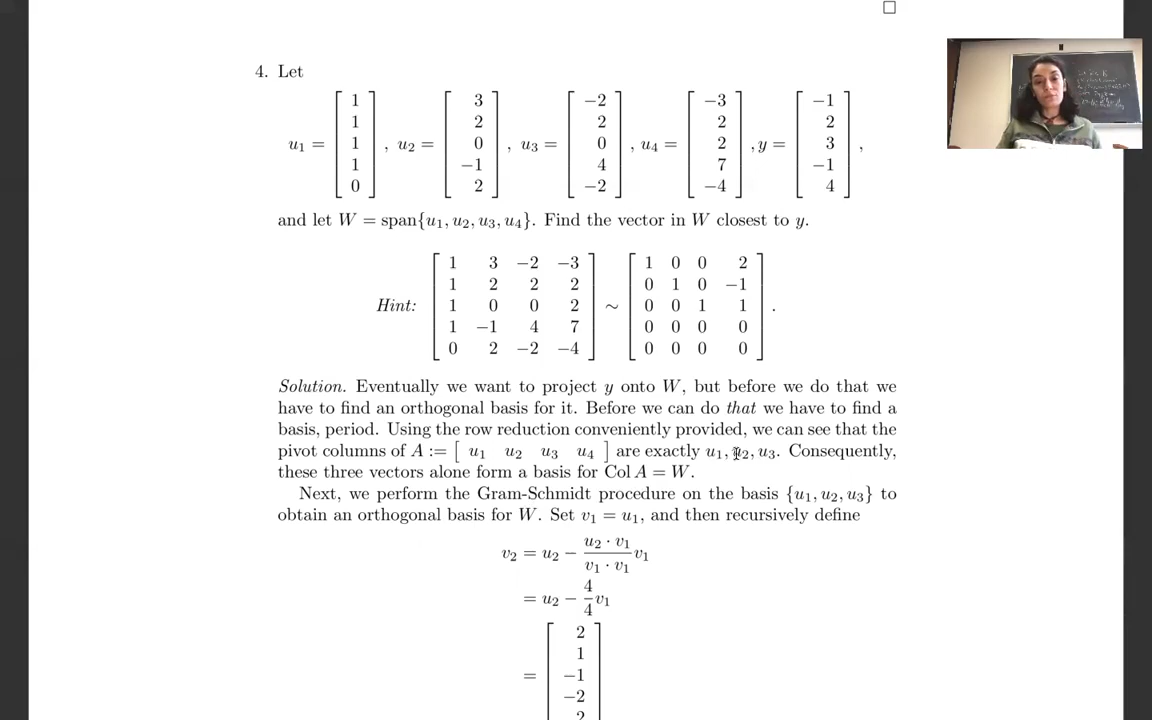 4. Let
u1 = [ 1 1 1 1 0 ], u2 = [ 3 2 0 −1 2 ], u3 = [ −2 2 0 4 −2 ], u4 = [ −3 2 2 7 −4 ], y = [ −1 2 3 −1 4 ],
and let W = span{u1, u2, u3, u4}. Find the vector in W closest to y.
Hint: [ 1 3 −2 −3
1 2 2 2
1 0 0 2
1 −1 4 7
0 2 −2 −4 ] ∼ [ 1 0 0 2
0 1 0 −1
0 0 1 1
0 0 0 0
0 0 0 0 ].
Solution. Eventually we want to project y onto W, but before we do that we
have to find an orthogonal basis for it. Before we can do that we have to find a
basis, period. Using the row reduction conveniently provided, we can see that the
pivot columns of A := [ u1 u2 u3 u4 ] are exactly u1, u2, u3. Consequently,
these three vectors alone form a basis for Col A = W.
Next, we perform the Gram-Schmidt procedure on the basis {u1, u2, u3} to
obtain an orthogonal basis for W. Set v1 = u1, and then recursively define
v2 = u2 − (u2 · v1)/(v1 · v1) v1
= u2 − 4/4 v1
= [ 2 1 −1 −2 2